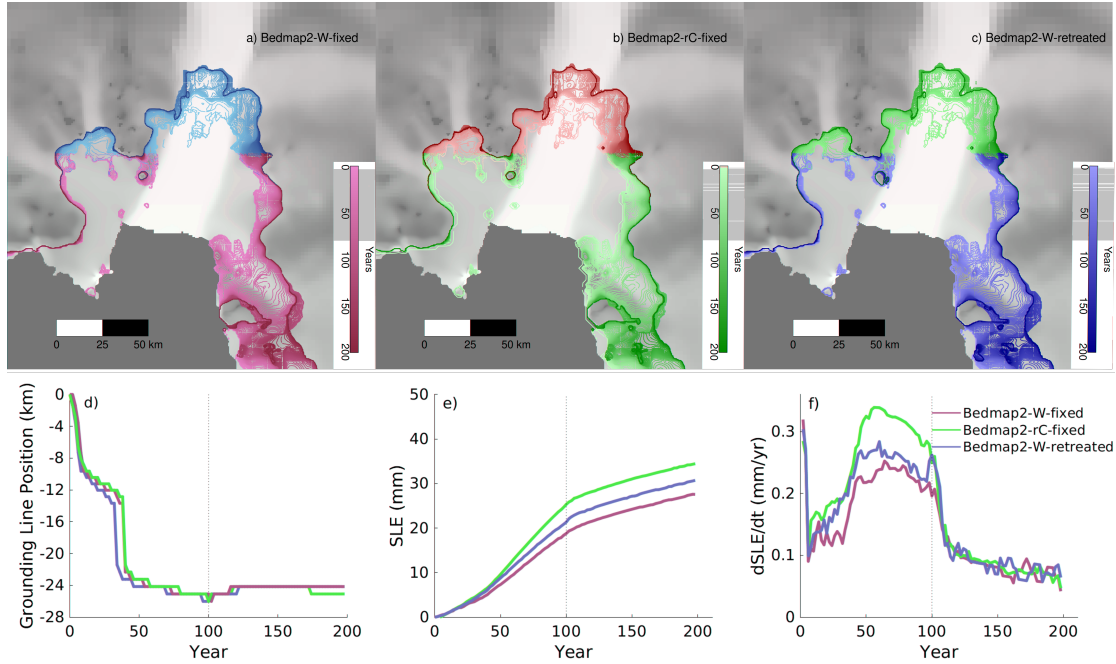 a) Bedmap2-W-fixed
b) Bedmap2-rC-fixed
c) Bedmap2-W-retreated
0
50
100
150
200
Years
0
25
50 km
0
50
100
150
200
Years
0
25
50 km
0
50
100
150
200
Years
0
25
50 km
d)
0
-4
-8
-12
-16
-20
-24
-28
Grounding Line Position (km)
0
50
100
150
200
Year
e)
50
40
30
20
10
0
SLE (mm)
0
50
100
150
200
Year
f)
0.3
0.2
0.1
0
dSLE/dt (mm/yr)
0
50
100
150
200
Year
Bedmap2-W-fixed
Bedmap2-rC-fixed
Bedmap2-W-retreated